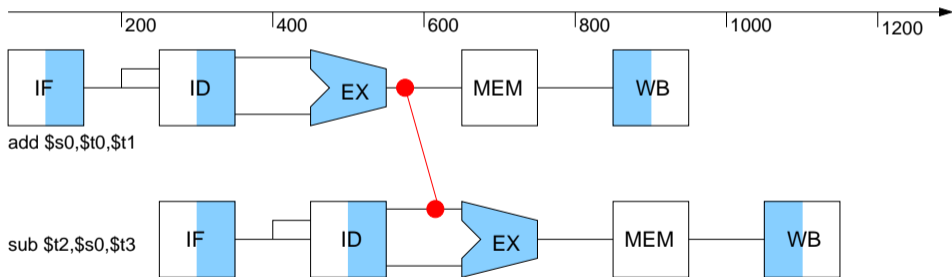 200 400 600 800 1000 1200
IF ID EX MEM WB
add $s0,$t0,$t1
sub $t2,$s0,$t3 IF ID EX MEM WB